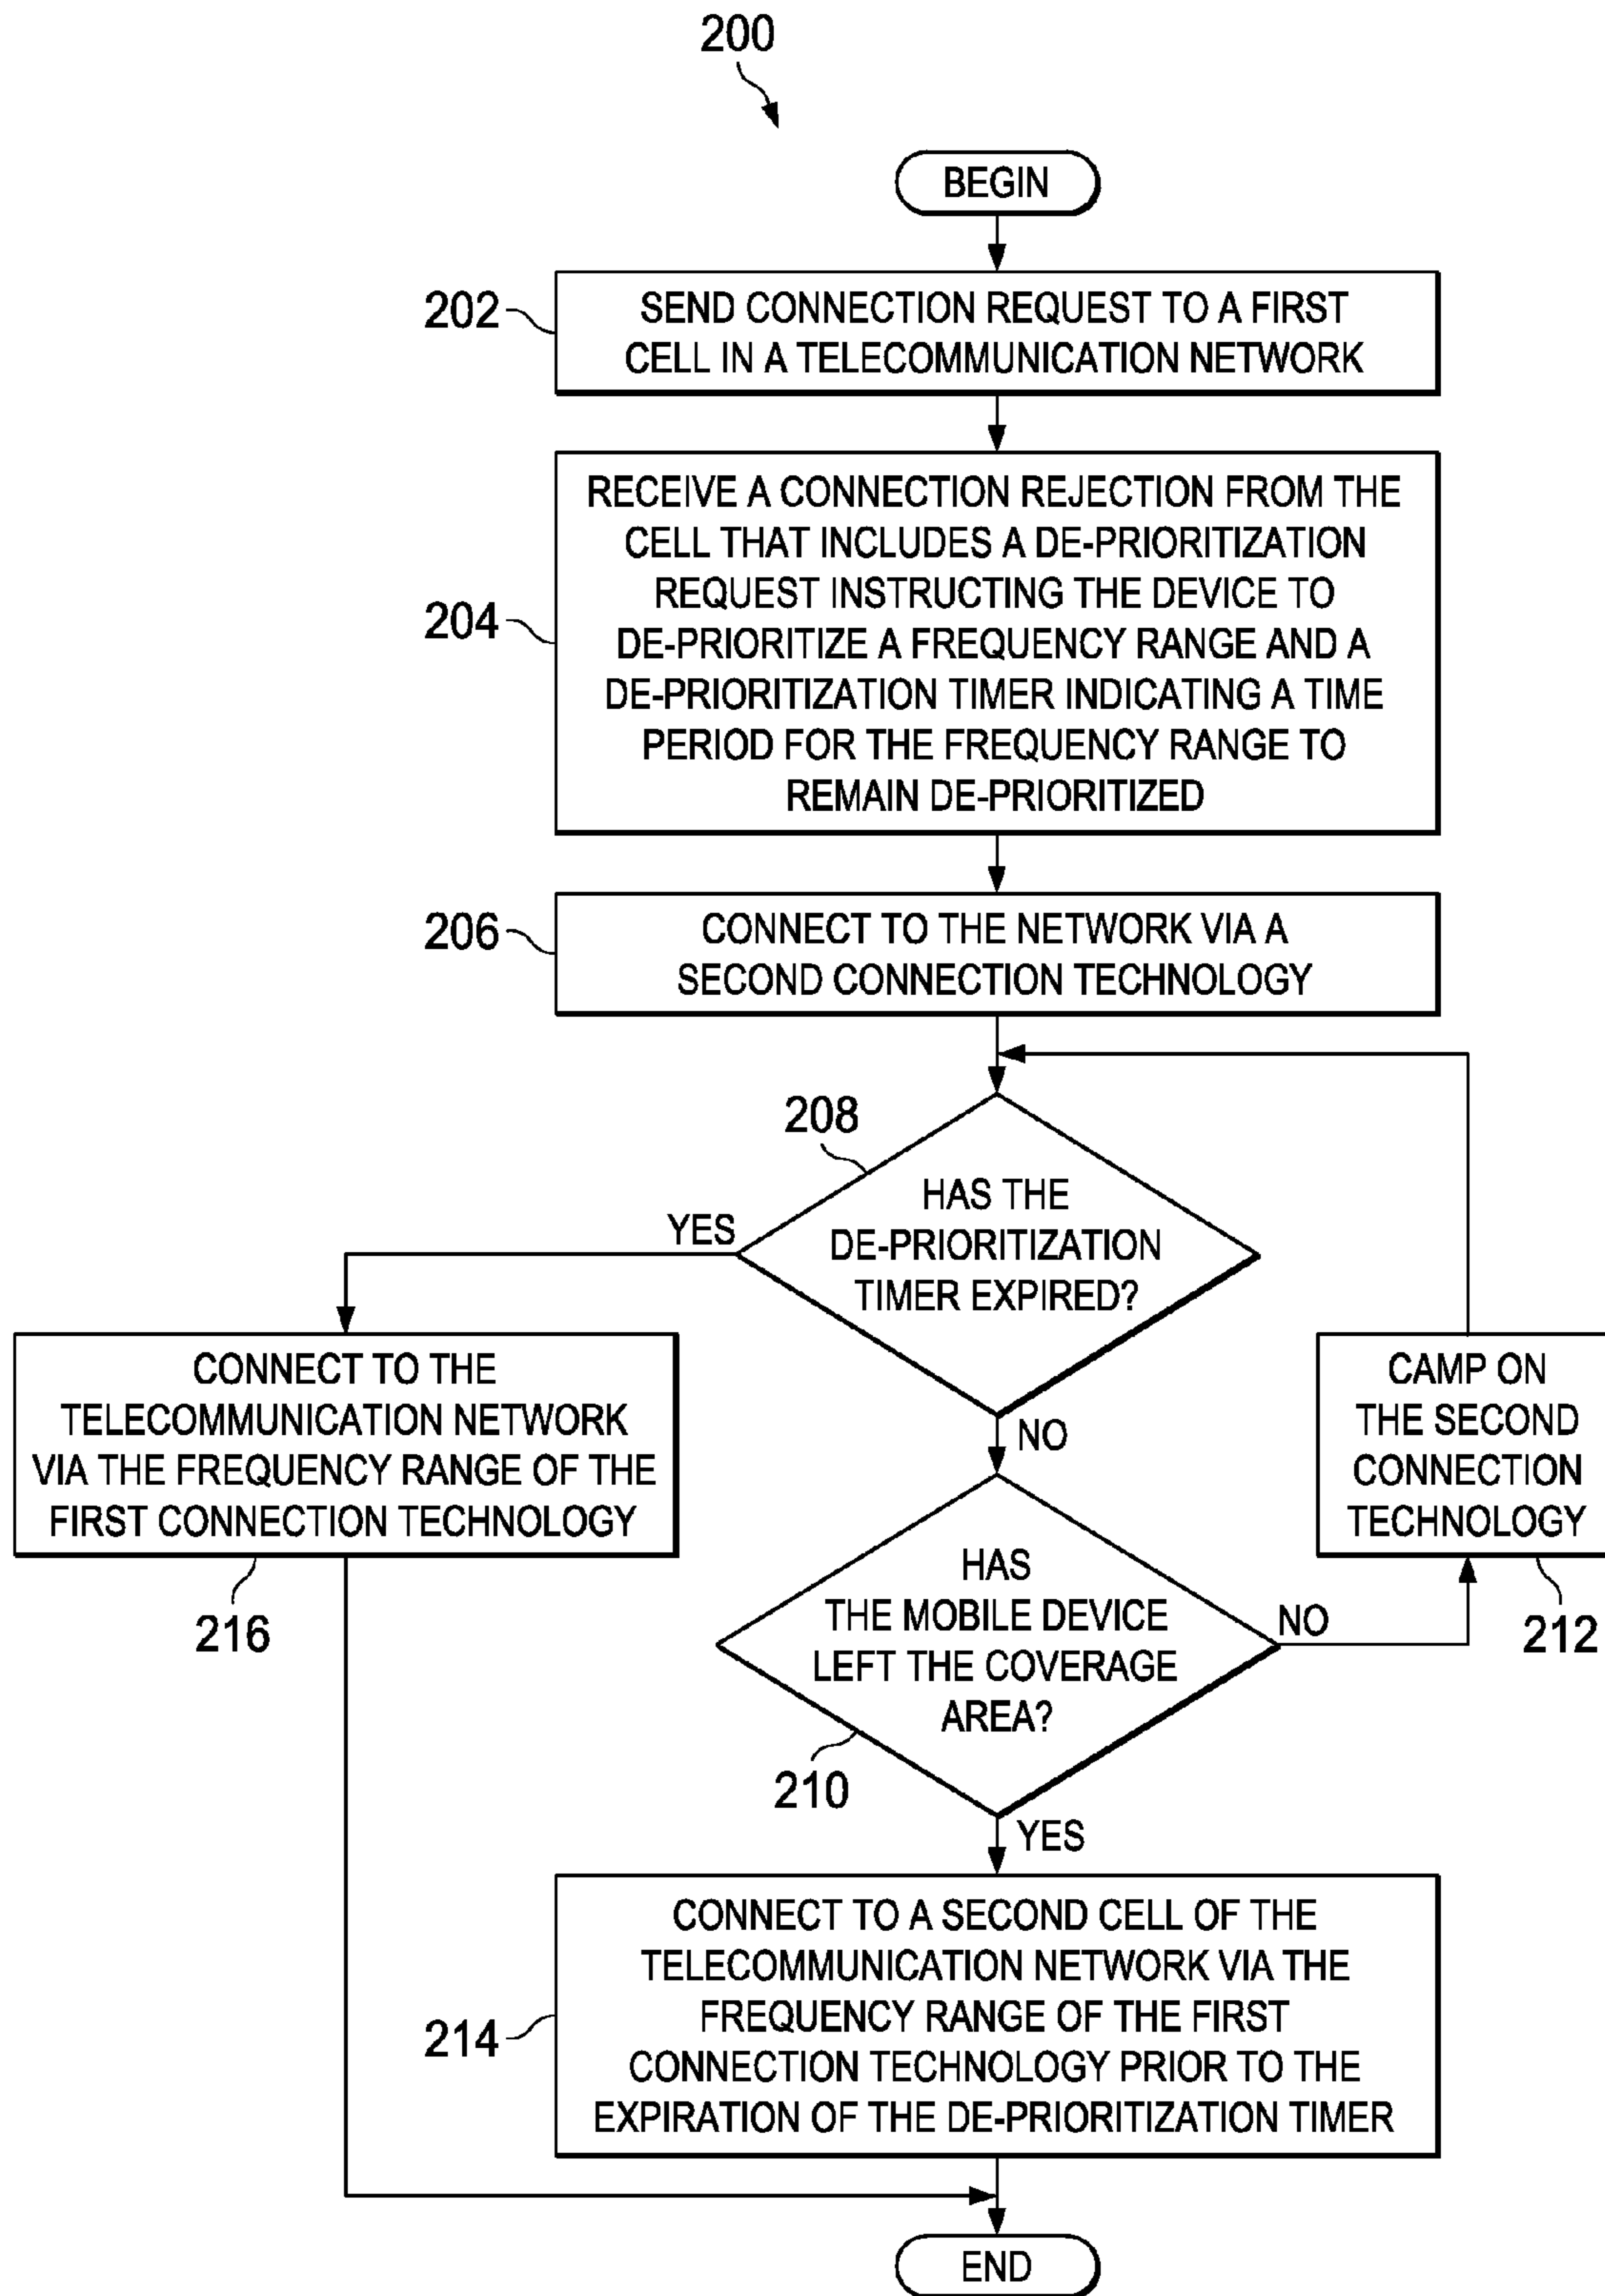 200
BEGIN
202
SEND CONNECTION REQUEST TO A FIRST
CELL IN A TELECOMMUNICATION NETWORK
204
RECEIVE A CONNECTION REJECTION FROM THE
CELL THAT INCLUDES A DE-PRIORITIZATION
REQUEST INSTRUCTING THE DEVICE TO
DE-PRIORITIZE A FREQUENCY RANGE AND A
DE-PRIORITIZATION TIMER INDICATING A TIME
PERIOD FOR THE FREQUENCY RANGE TO
REMAIN DE-PRIORITIZED
206
CONNECT TO THE NETWORK VIA A
SECOND CONNECTION TECHNOLOGY
208
HAS THE
DE-PRIORITIZATION
TIMER EXPIRED?
YES
NO
CONNECT TO THE
TELECOMMUNICATION NETWORK
VIA THE FREQUENCY RANGE OF THE
FIRST CONNECTION TECHNOLOGY
216
CAMP ON
THE SECOND
CONNECTION
TECHNOLOGY
212
HAS
THE MOBILE DEVICE
LEFT THE COVERAGE
AREA?
NO
210
YES
214
CONNECT TO A SECOND CELL OF THE
TELECOMMUNICATION NETWORK VIA THE
FREQUENCY RANGE OF THE FIRST
CONNECTION TECHNOLOGY PRIOR TO THE
EXPIRATION OF THE DE-PRIORITIZATION TIMER
END